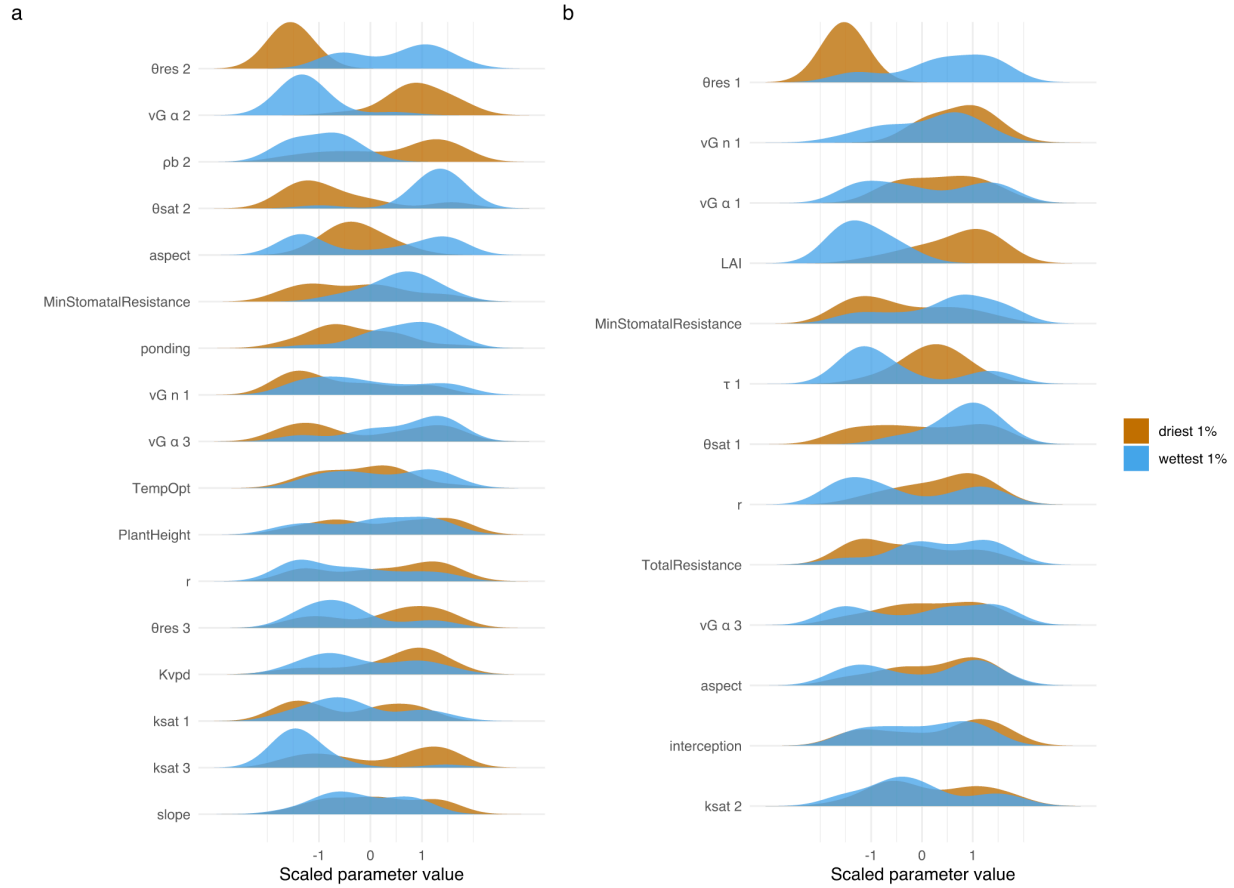 a
θres 2
vG α 2
ρb 2
θsat 2
aspect
MinStomatalResistance
ponding
vG n 1
vG α 3
TempOpt
PlantHeight
r
θres 3
Kvpd
ksat 1
ksat 3
slope
-1 0 1
Scaled parameter value
b
θres 1
vG n 1
vG α 1
LAI
MinStomatalResistance
τ 1
θsat 1
r
TotalResistance
vG α 3
aspect
interception
ksat 2
-1 0 1
Scaled parameter value
driest 1%
wettest 1%